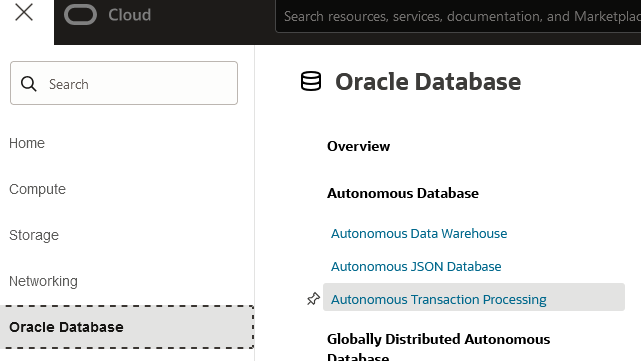 Cloud
Search resources, services, documentation, and Marketplac
Search
Home
Compute
Storage
Networking
Oracle Database
Oracle Database
Overview
Autonomous Database
Autonomous Data Warehouse
Autonomous JSON Database
Autonomous Transaction Processing
Globally Distributed Autonomous
Database